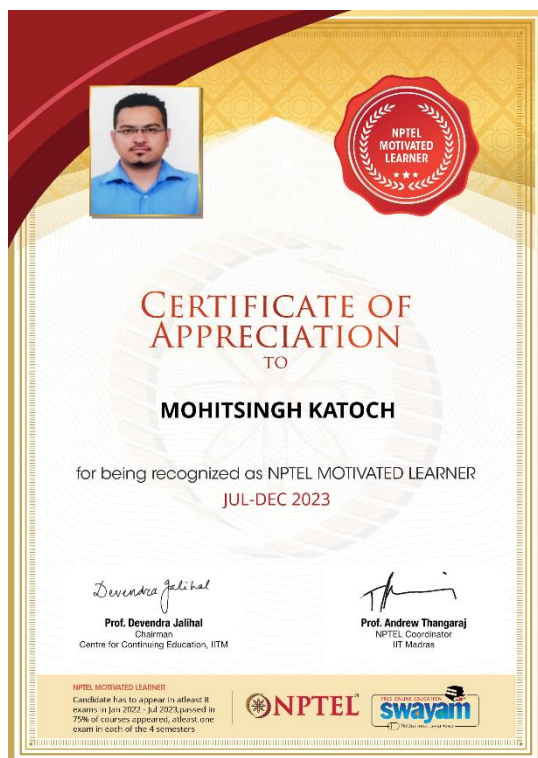 NPTEL
MOTIVATED
LEARNER
CERTIFICATE OF
APPRECIATION
TO
MOHITSINGH KATOCH
for being recognized as NPTEL MOTIVATED LEARNER
JUL-DEC 2023
Devendra Jalihal
Prof. Devendra Jalihal
Chairman
Centre for Continuing Education, IITM
Prof. Andrew Thangaraj
NPTEL Coordinator
IIT Madras
NPTEL MOTIVATED LEARNER
Candidate has to appear in atleast 8
exams in Jan 2022 - Jul 2023,passed in
75% of courses appeared, atleast one
exam in each of the 4 semesters
NPTEL
FREE ONLINE EDUCATION
swayam